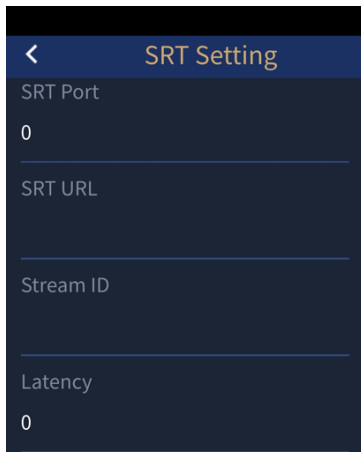 SRT Setting
SRT Port
0
SRT URL
Stream ID
Latency
0